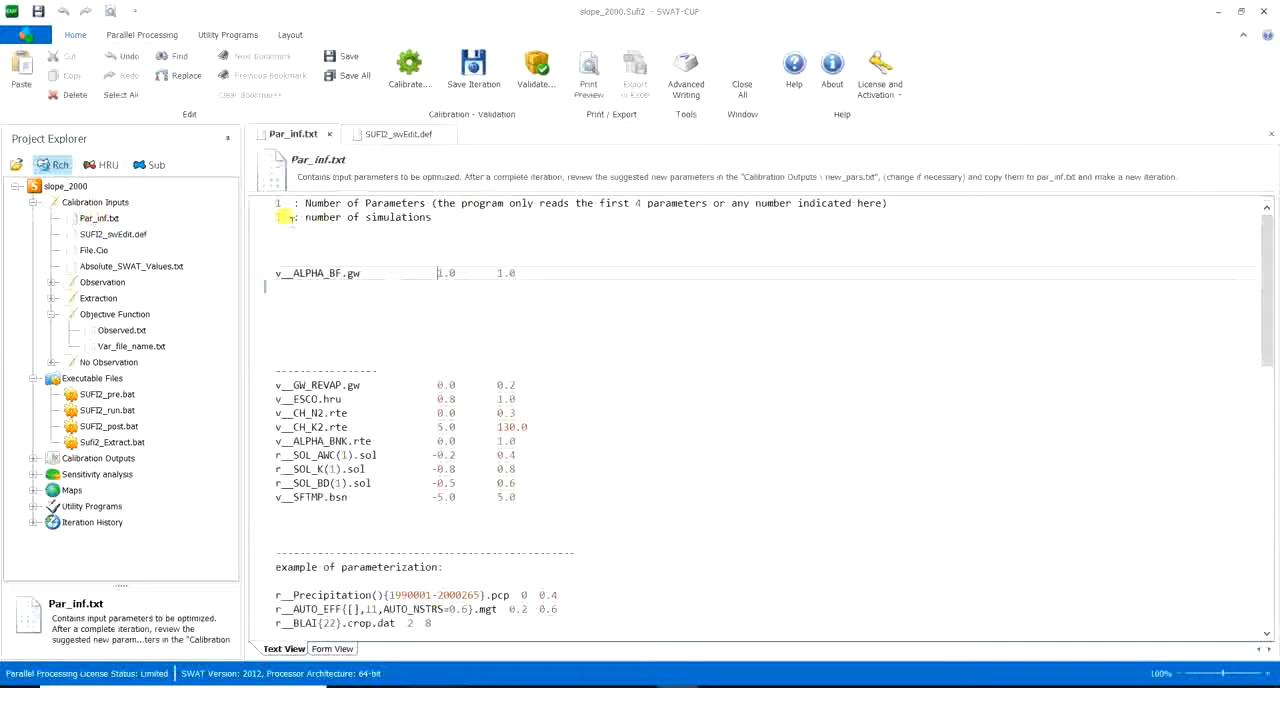 slope_2000.Sufi2 - SWAT-CUP
Home Parallel Processing Utility Programs Layout
Paste
Cut
Copy
Delete
Undo
Redo
Select All
Find
Replace
Next Bookmark
Previous Bookmark
Clear Bookmarks
Save
Save All
Edit
Calibrate....
Save Iteration
Validate...
Calibration - Validation
Print Preview
Export to Excel
Print / Export
Advanced Writing
Tools
Close All
Window
Help
About
License and Activation
Help
Project Explorer
Rch HRU Sub
slope_2000
Calibration Inputs
Par_inf.txt
SUFI2_swEdit.def
File.Cio
Absolute_SWAT_Values.txt
Observation
Extraction
Objective Function
Observed.txt
Var_file_name.txt
No Observation
Executable Files
SUFI2_pre.bat
SUFI2_run.bat
SUFI2_post.bat
Sufi2_Extract.bat
Calibration Outputs
Sensitivity analysis
Maps
Utility Programs
Iteration History
Par_inf.txt
Contains input parameters to be optimized.
After a complete iteration, review the
suggested new param...ters in the "Calibration
Par_inf.txt SUFI2_swEdit.def
Par_inf.txt
Contains input parameters to be optimized. After a complete iteration, review the suggested new parameters in the "Calibration Outputs \ new_pars.txt", (change if necessary) and copy them to par_inf.txt and make a new iteration.
1 : Number of Parameters (the program only reads the first 4 parameters or any number indicated here)
: number of simulations
v__ALPHA_BF.gw 1.0 1.0
--------------------
v__GW_REVAP.gw 0.0 0.2
v__ESCO.hru 0.8 1.0
v__CH_N2.rte 0.0 0.3
v__CH_K2.rte 5.0 130.0
v__ALPHA_BNK.rte 0.0 1.0
r__SOL_AWC(1).sol -0.2 0.4
r__SOL_K(1).sol -0.8 0.8
r__SOL_BD(1).sol -0.5 0.6
v__SFTMP.bsn -5.0 5.0
--------------------------------------------------
example of parameterization:
r__Precipitation(){1990001-2000265}.pcp 0 0.4
r__AUTO_EFF{[],11,AUTO_NSTRS=0.6}.mgt 0.2 0.6
r__BLAI{22}.crop.dat 2 8
Text View Form View
Parallel Processing License Status: Limited SWAT Version: 2012, Processor Architecture: 64-bit
100%